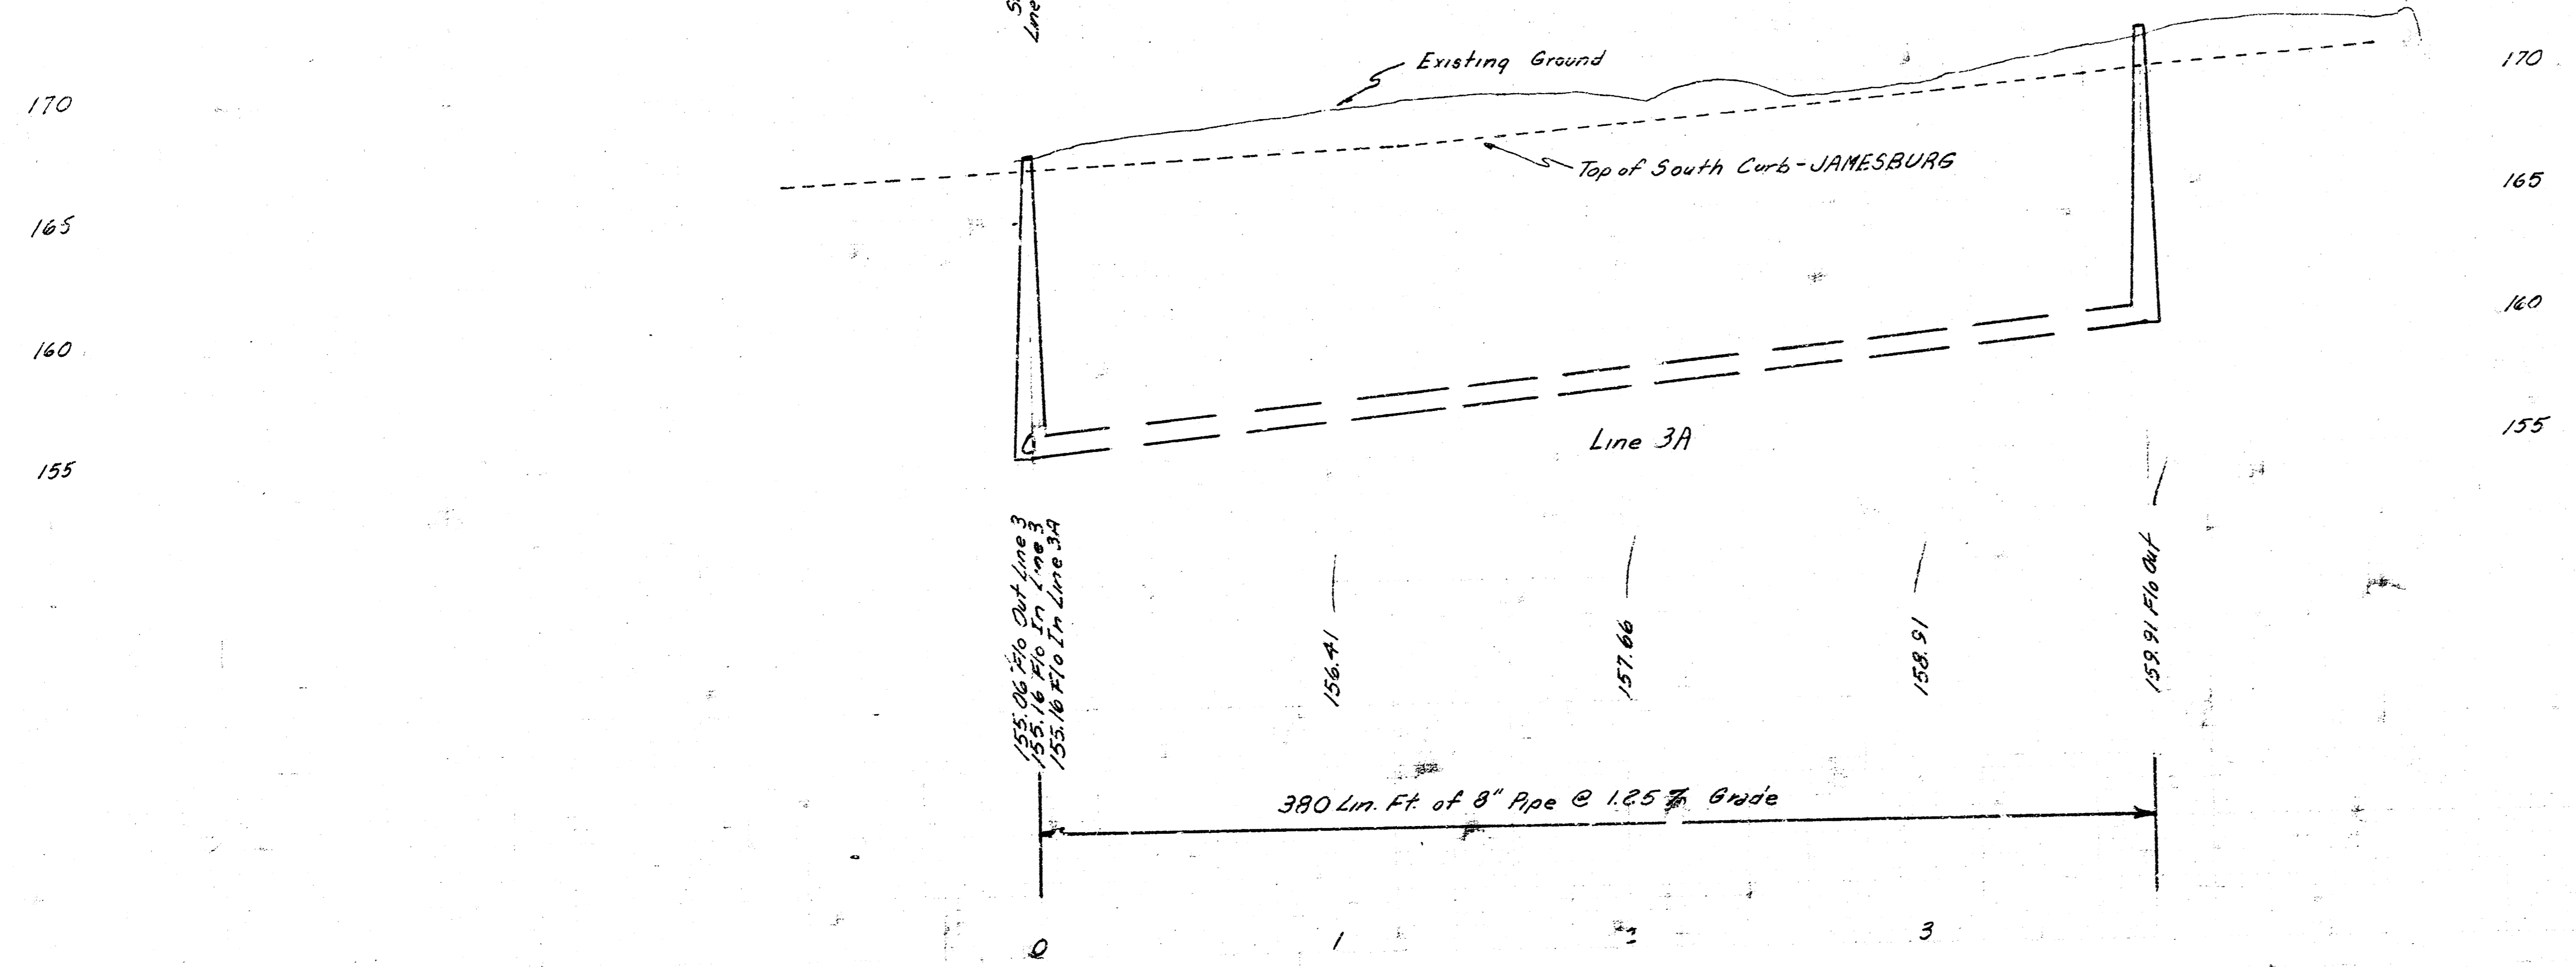 Line
Existing Ground
170
170
Top of South Curb-JAMESBURG
165
165
160
160
155
155
Line 3A
155.06 Flo Out Line 3
155.16 Flo In Line 3
155.16 Flo In Line 3A
156.41
157.66
158.91
159.91 Flo Out
380 Lin. Ft. of 8" Pipe @ 1.25% Grade
0
1
2
3